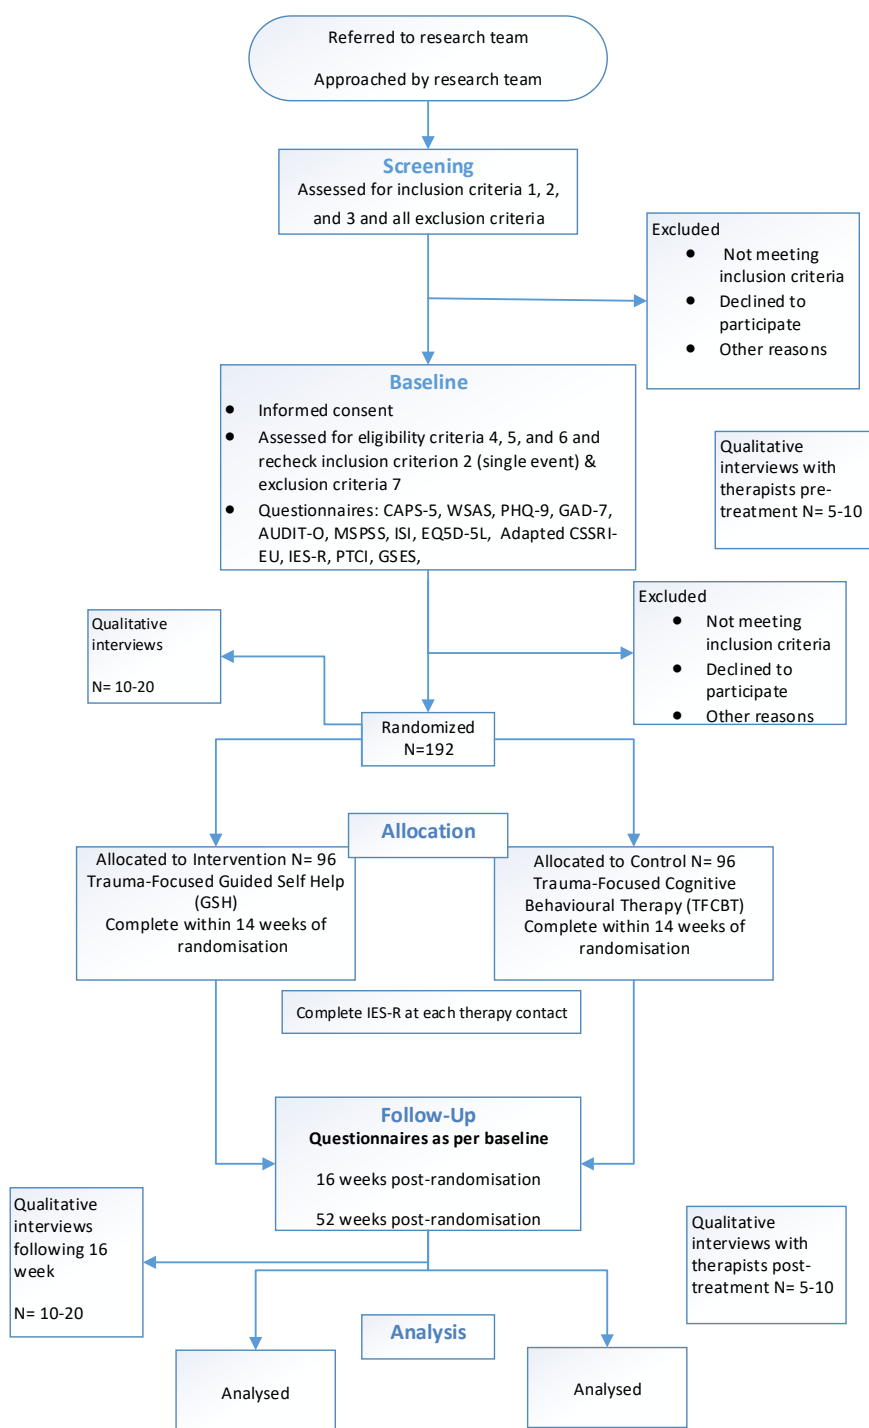 Referred to research team
Approached by research team
Screening
Assessed for inclusion criteria 1, 2,
and 3 and all exclusion criteria
Excluded
● Not meeting
inclusion criteria
● Declined to
participate
● Other reasons
Baseline
● Informed consent
● Assessed for eligibility criteria 4, 5, and 6 and
recheck inclusion criterion 2 (single event) &
exclusion criteria 7
● Questionnaires: CAPS-5, WSAS, PHQ-9, GAD-7,
AUDIT-O, MSPSS, ISI, EQ5D-5L, Adapted CSSRI-
EU, IES-R, PTCI, GSES,
Qualitative
interviews with
therapists pre-
treatment N= 5-10
Qualitative
interviews
N= 10-20
Excluded
● Not meeting
inclusion criteria
● Declined to
participate
● Other reasons
Randomized
N=192
Allocation
Allocated to Intervention N= 96
Trauma-Focused Guided Self Help
(GSH)
Complete within 14 weeks of
randomisation
Allocated to Control N= 96
Trauma-Focused Cognitive
Behavioural Therapy (TFCBT)
Complete within 14 weeks of
randomisation
Complete IES-R at each therapy contact
Follow-Up
Questionnaires as per baseline
16 weeks post-randomisation
52 weeks post-randomisation
Qualitative
interviews
following 16
week
N= 10-20
Qualitative
interviews with
therapists post-
treatment N= 5-10
Analysis
Analysed
Analysed